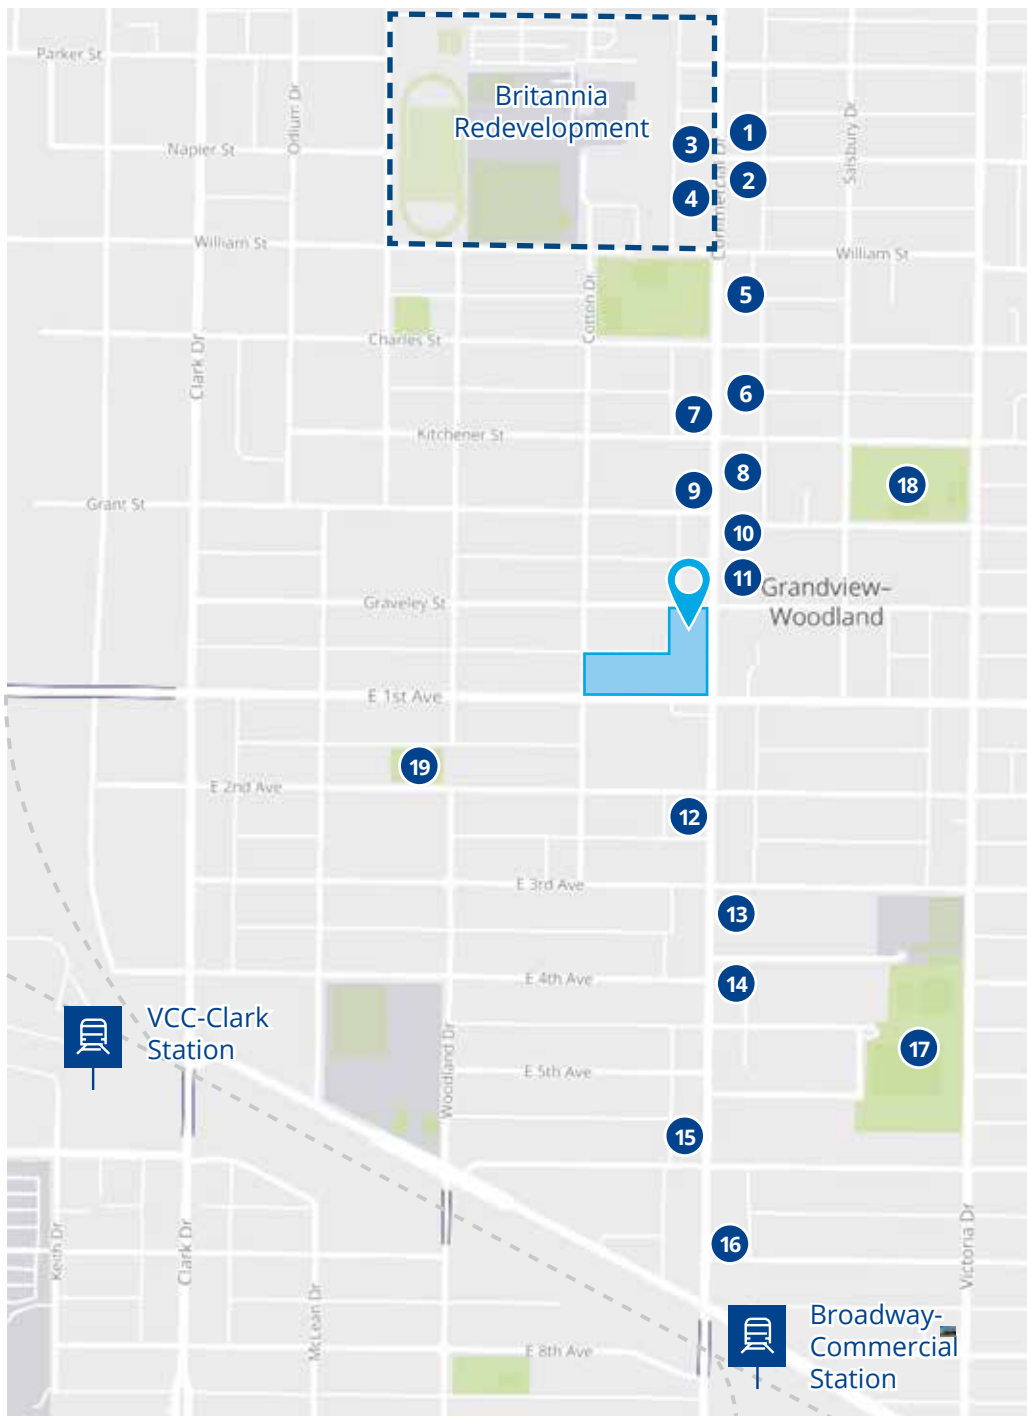 Parker St
Odlum Dr
Britannia
Redevelopment
Napier St
3
1
2
4
Commercial Dr
Salsbury Dr
William St
William St
5
Cotton Dr
Charles St
Clark Dr
6
7
Kitchener St
8
9
18
Grant St
10
11
Grandview–
Woodland
Graveley St
E 1st Ave
19
E 2nd Ave
12
E 3rd Ave
13
E 4th Ave
14
VCC-Clark
Station
Woodland Dr
17
E 5th Ave
15
16
Keith Dr
Clark Dr
McLean Dr
Victoria Dr
Broadway-
Commercial
Station
E 8th Ave